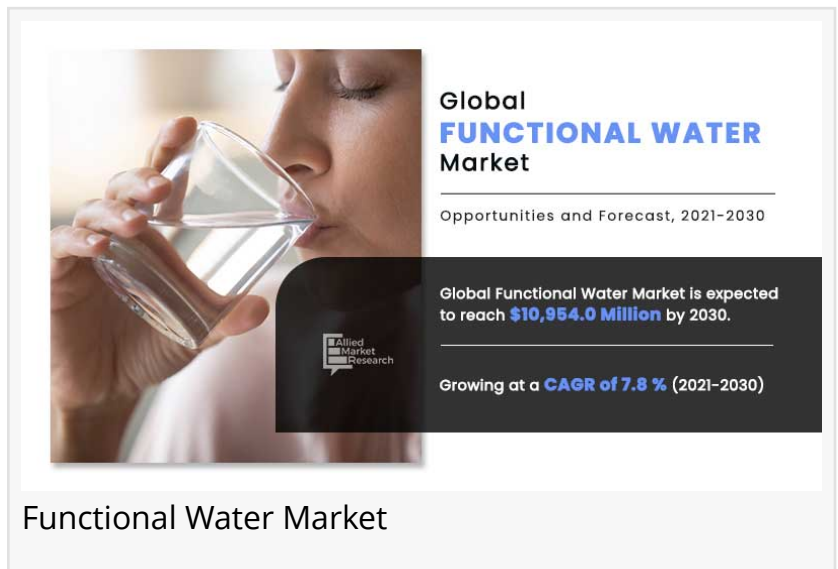 Global
FUNCTIONAL WATER
Market
Opportunities and Forecast, 2021-2030
Global Functional Water Market is expected
to reach $10,954.0 Million by 2030.
Allied
Market
Research
Growing at a CAGR of 7.8 % (2021-2030)
Functional Water Market